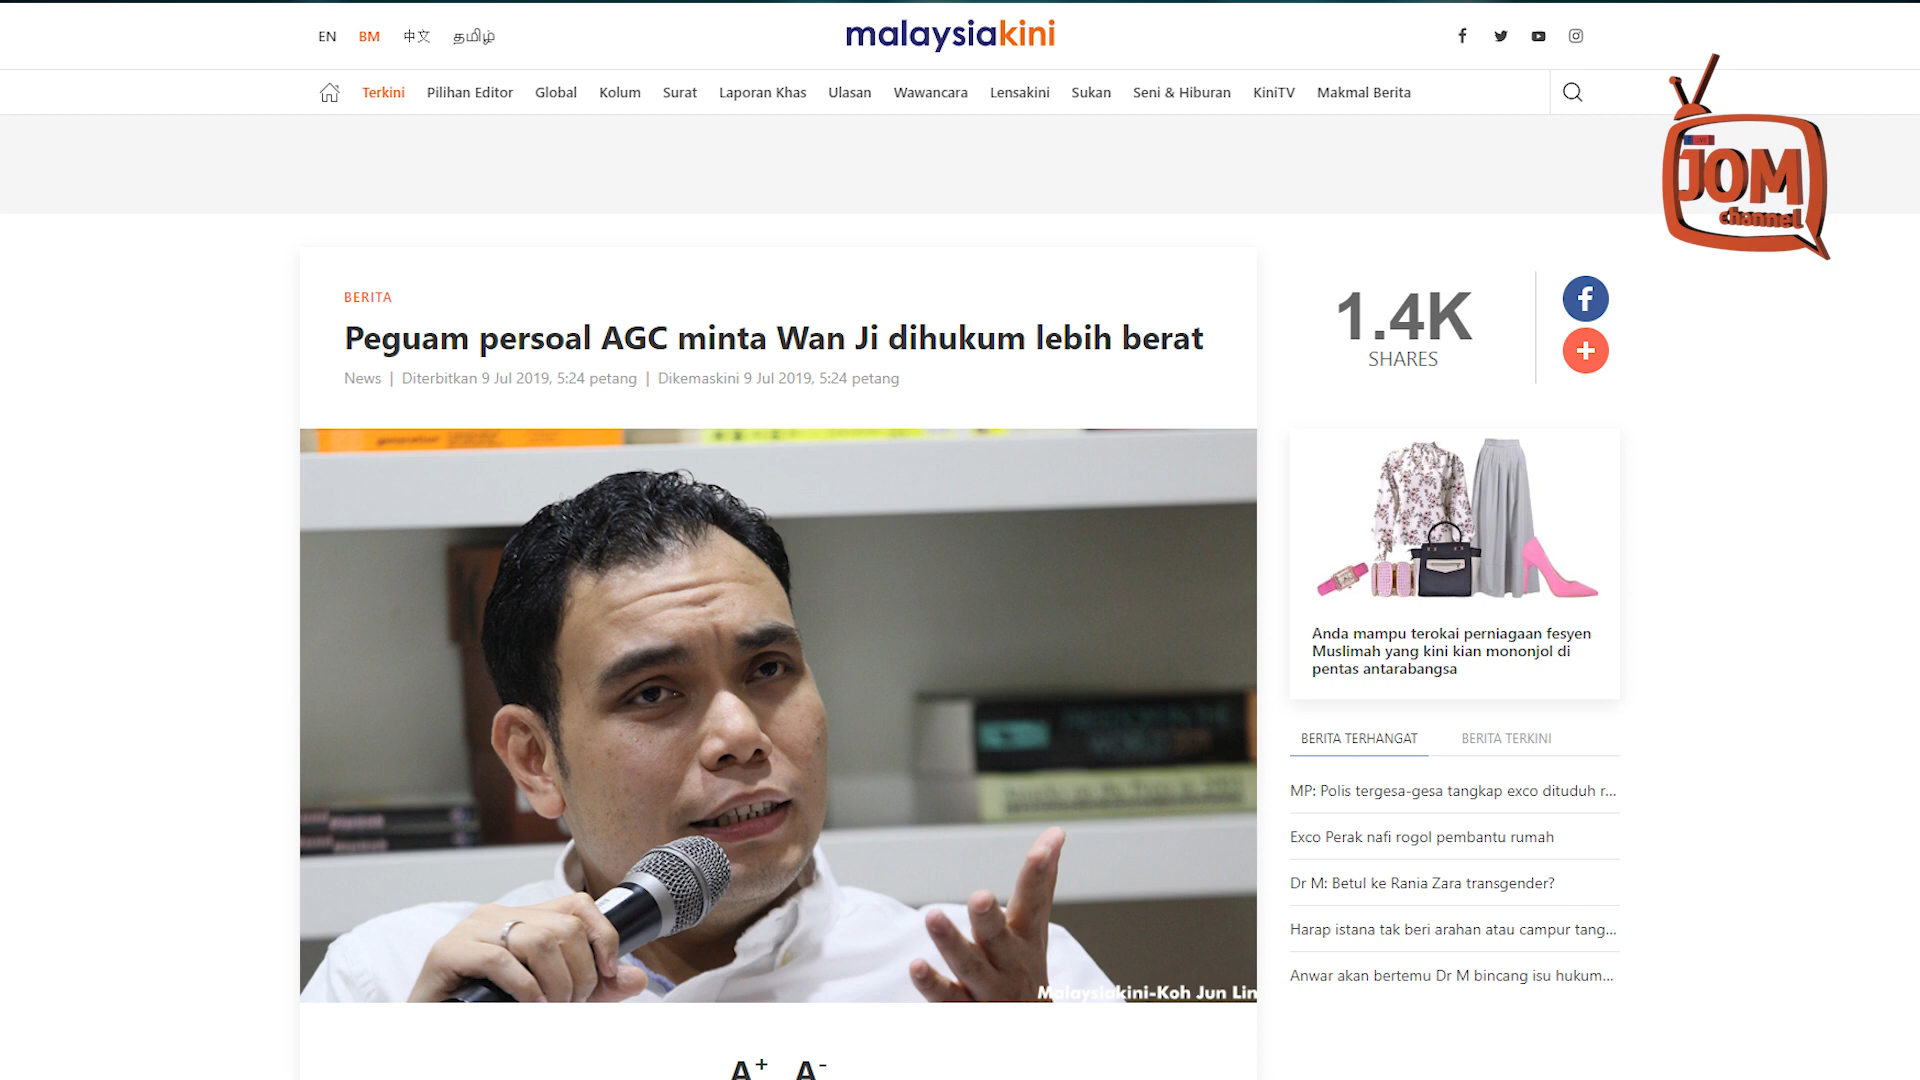 EN BM 中文 தமிழ்
malaysiakini
Terkini Pilihan Editor Global Kolum Surat Laporan Khas Ulasan Wawancara Lensakini Sukan Seni & Hiburan KiniTV Makmal Berita
JOM
channel
BERITA
Peguam persoal AGC minta Wan Ji dihukum lebih berat
News | Diterbitkan 9 Jul 2019, 5:24 petang | Dikemaskini 9 Jul 2019, 5:24 petang
1.4K
SHARES
Malaysiakini-Koh Jun Lin
A+ A-
Anda mampu terokai perniagaan fesyen
Muslimah yang kini kian mononjol di
pentas antarabangsa
BERITA TERHANGAT BERITA TERKINI
MP: Polis tergesa-gesa tangkap exco dituduh r...
Exco Perak nafi rogol pembantu rumah
Dr M: Betul ke Rania Zara transgender?
Harap istana tak beri arahan atau campur tang...
Anwar akan bertemu Dr M bincang isu hukum...